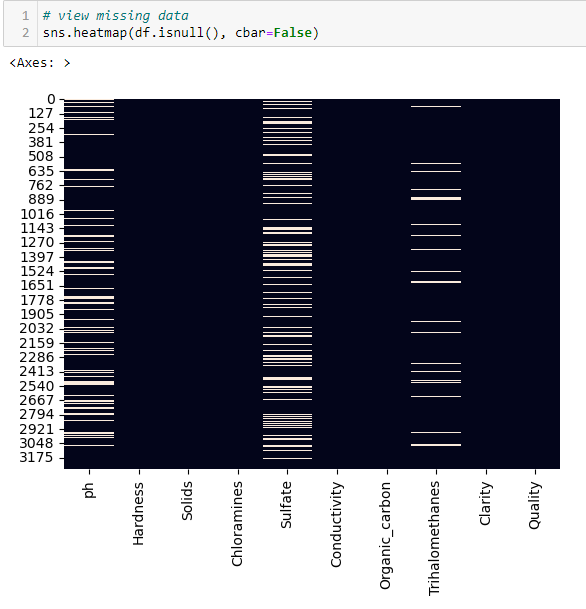 1 # view missing data
2 sns.heatmap(df.isnull(), cbar=False)
<Axes: >
0
127
254
381
508
635
762
889
1016
1143
1270
1397
1524
1651
1778
1905
2032
2159
2286
2413
2540
2667
2794
2921
3048
3175
ph
Hardness
Solids
Chloramines
Sulfate
Conductivity
Organic_carbon
Trihalomethanes
Clarity
Quality